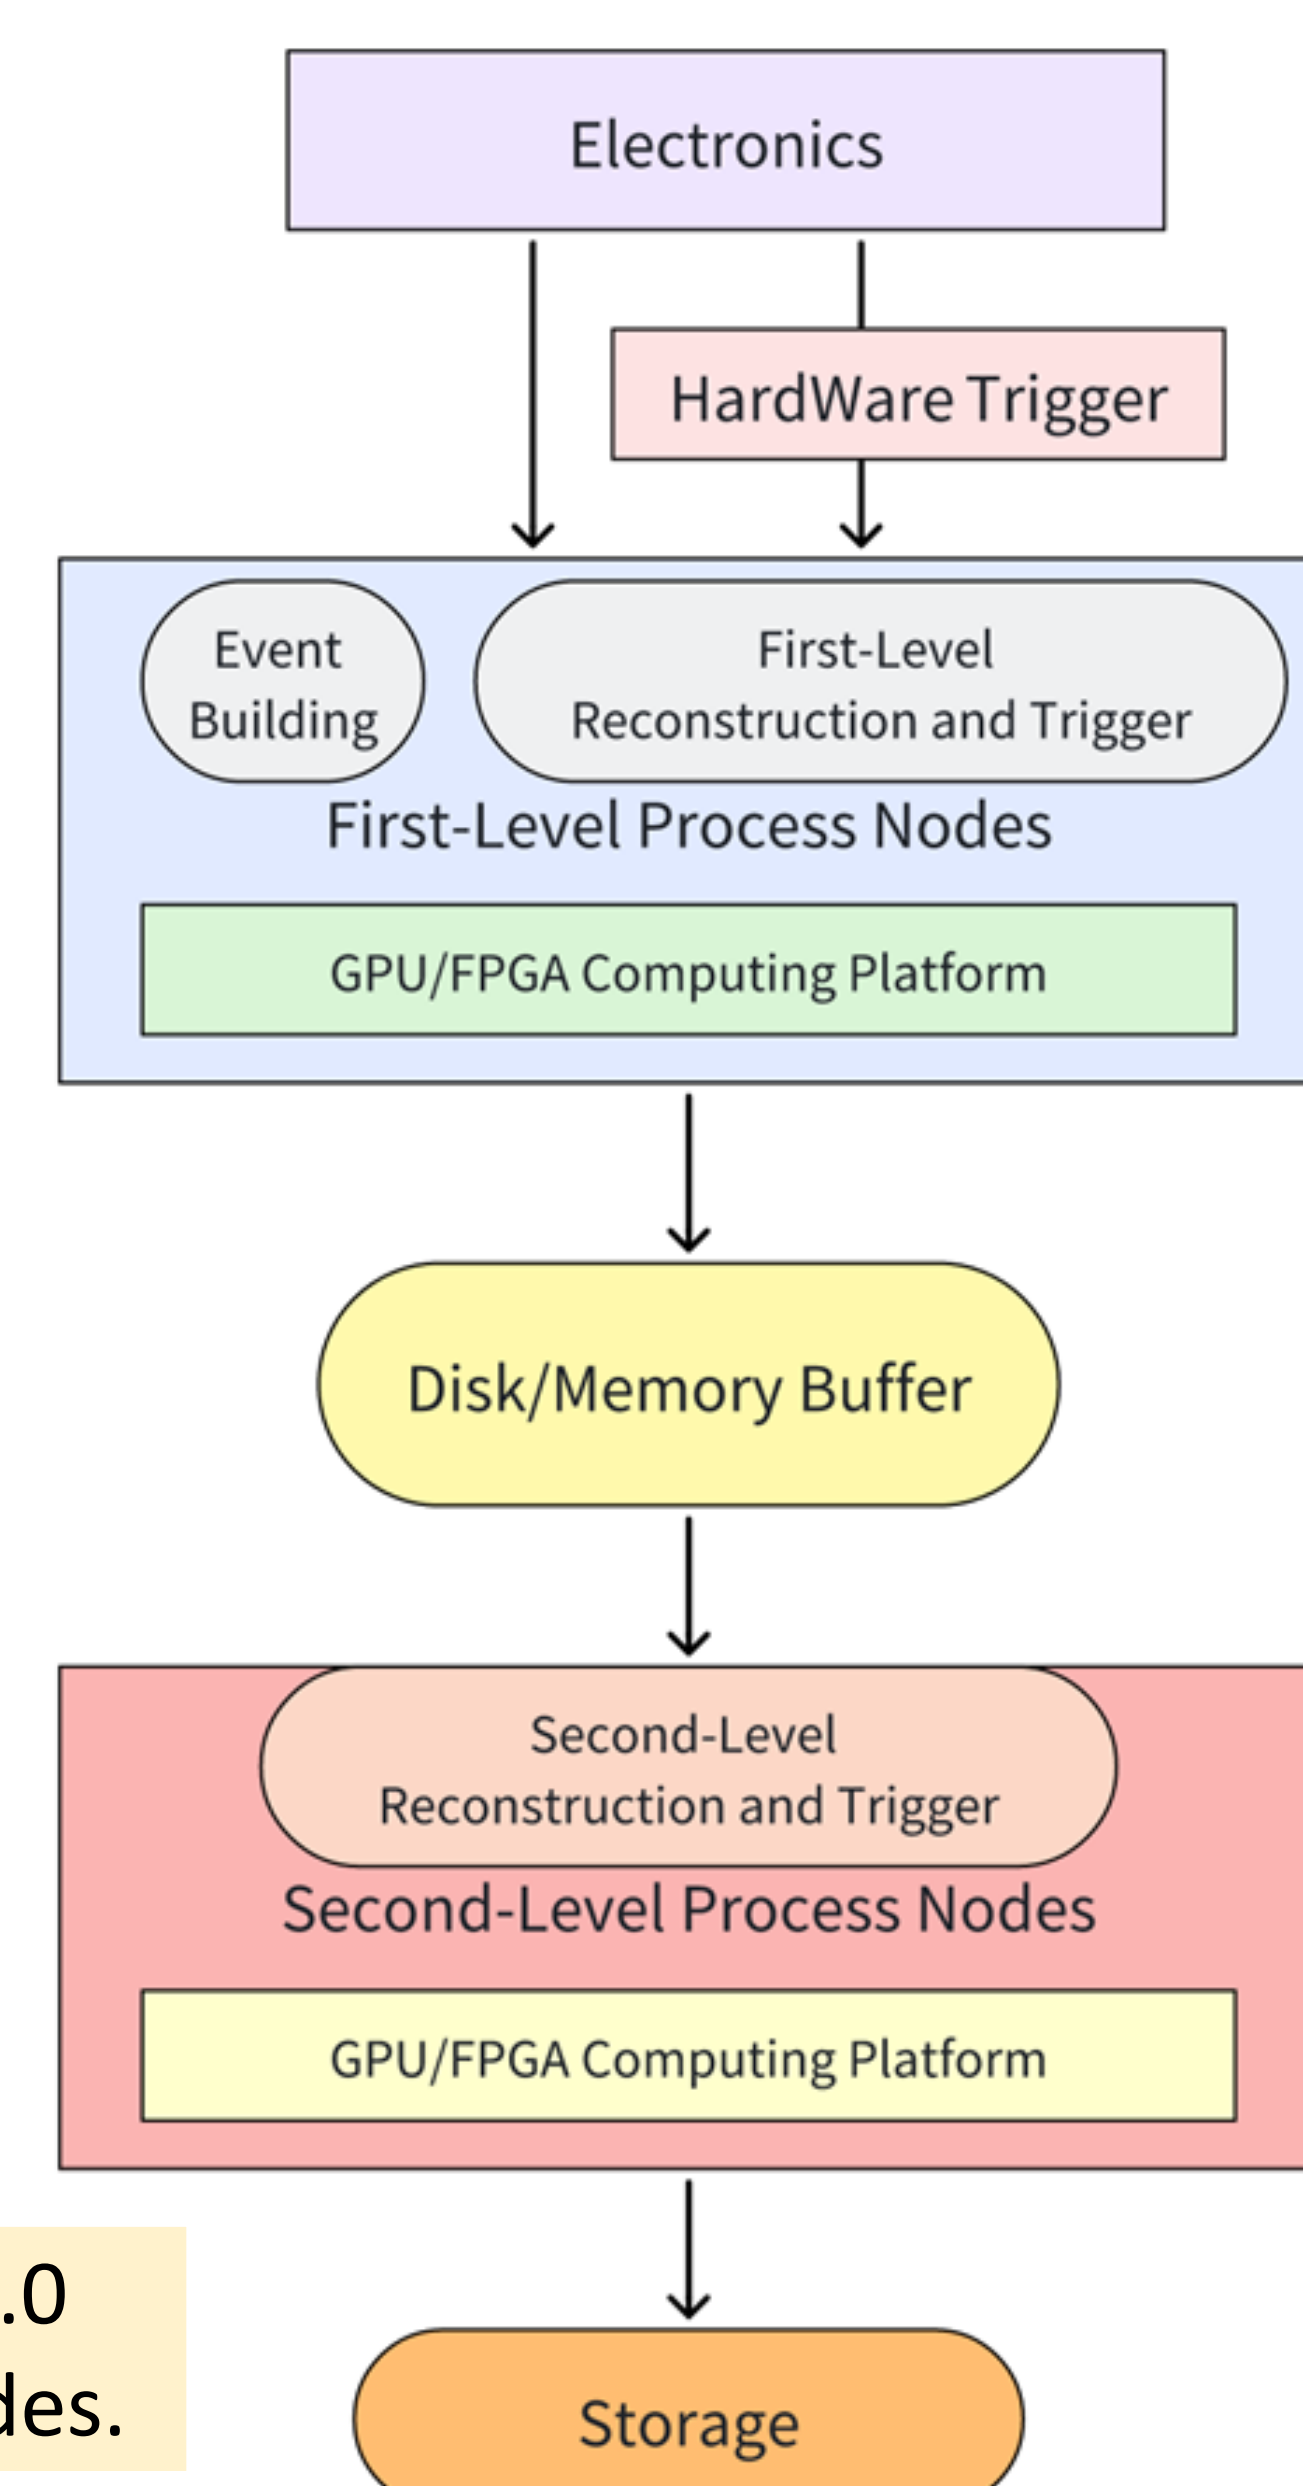 Electronics
HardWare Trigger
Event
Building
First-Level
Reconstruction and Trigger
First-Level Process Nodes
GPU/FPGA Computing Platform
Disk/Memory Buffer
Second-Level
Reconstruction and Trigger
Second-Level Process Nodes
GPU/FPGA Computing Platform
.0
des.
Storage